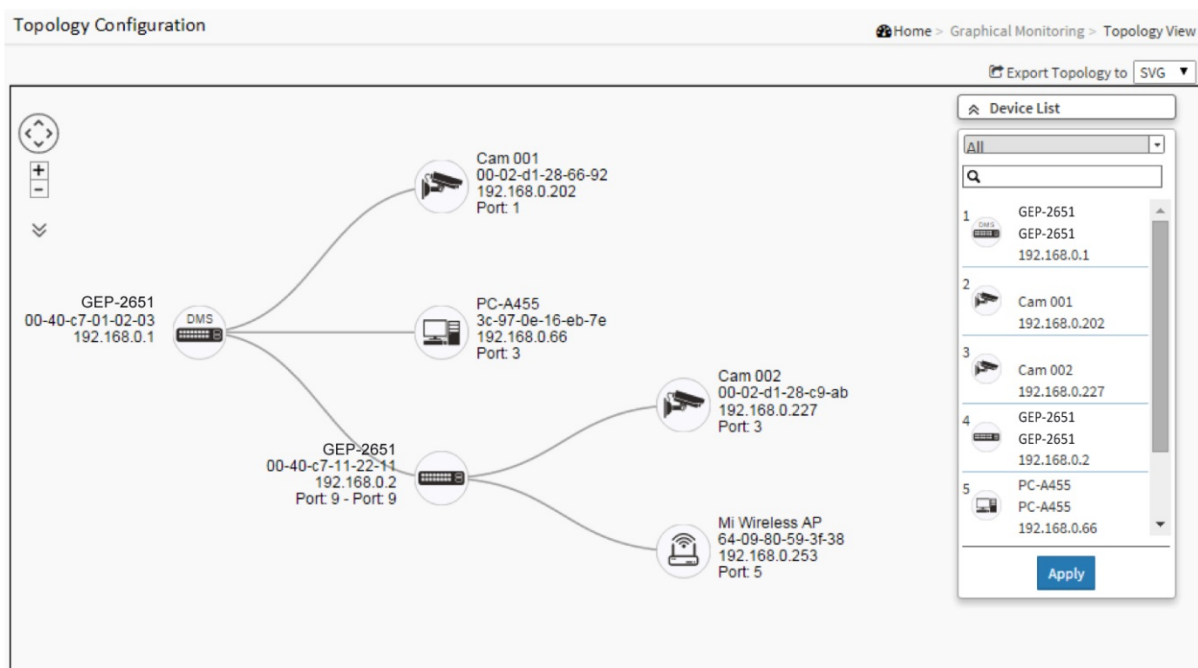 Topology Configuration
Home > Graphical Monitoring > Topology View
Export Topology to SVG
Device List
All
Cam 001
00-02-d1-28-66-92
192.168.0.202
Port: 1
GEP-2651
00-40-c7-01-02-03
192.168.0.1
DMS
PC-A455
3c-97-0e-16-eb-7e
192.168.0.66
Port: 3
Cam 002
00-02-d1-28-c9-ab
192.168.0.227
Port: 3
GEP-2651
00-40-c7-11-22-11
192.168.0.2
Port: 9 - Port: 9
Mi Wireless AP
64-09-80-59-3f-38
192.168.0.253
Port: 5
1
DMS
GEP-2651
GEP-2651
192.168.0.1
2
Cam 001
192.168.0.202
3
Cam 002
192.168.0.227
4
GEP-2651
GEP-2651
192.168.0.2
5
PC-A455
PC-A455
192.168.0.66
Apply